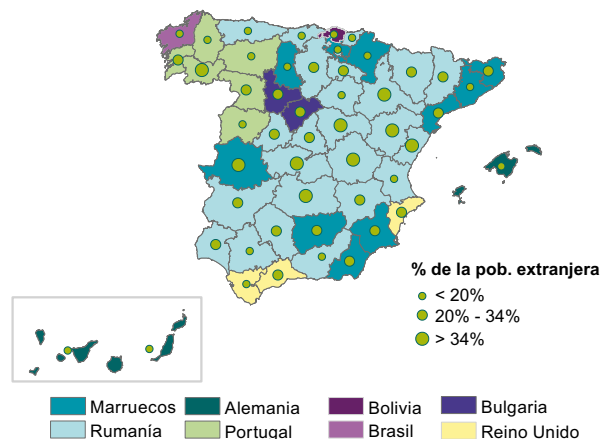 % de la pob. extranjera
< 20%
20% - 34%
> 34%
Marruecos Alemania Bolivia Bulgaria
Rumanía Portugal Brasil Reino Unido